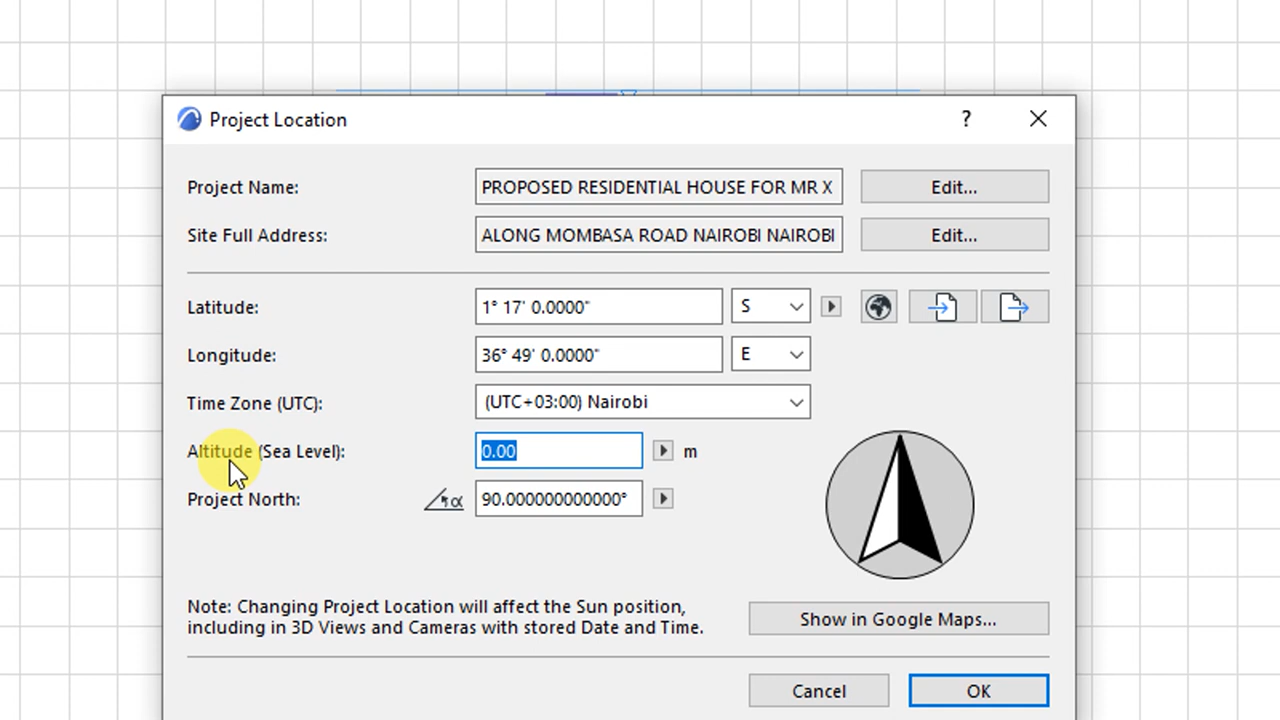 Project Location ?
Project Name: PROPOSED RESIDENTIAL HOUSE FOR MR X Edit...
Site Full Address: ALONG MOMBASA ROAD NAIROBI NAIROBI Edit...
Latitude: 1° 17' 0.0000" S
Longitude: 36° 49' 0.0000" E
Time Zone (UTC): (UTC+03:00) Nairobi
Altitude (Sea Level): 0.00 m
Project North: α 90.000000000000°
Note: Changing Project Location will affect the Sun position,
including in 3D Views and Cameras with stored Date and Time.
Show in Google Maps...
Cancel OK